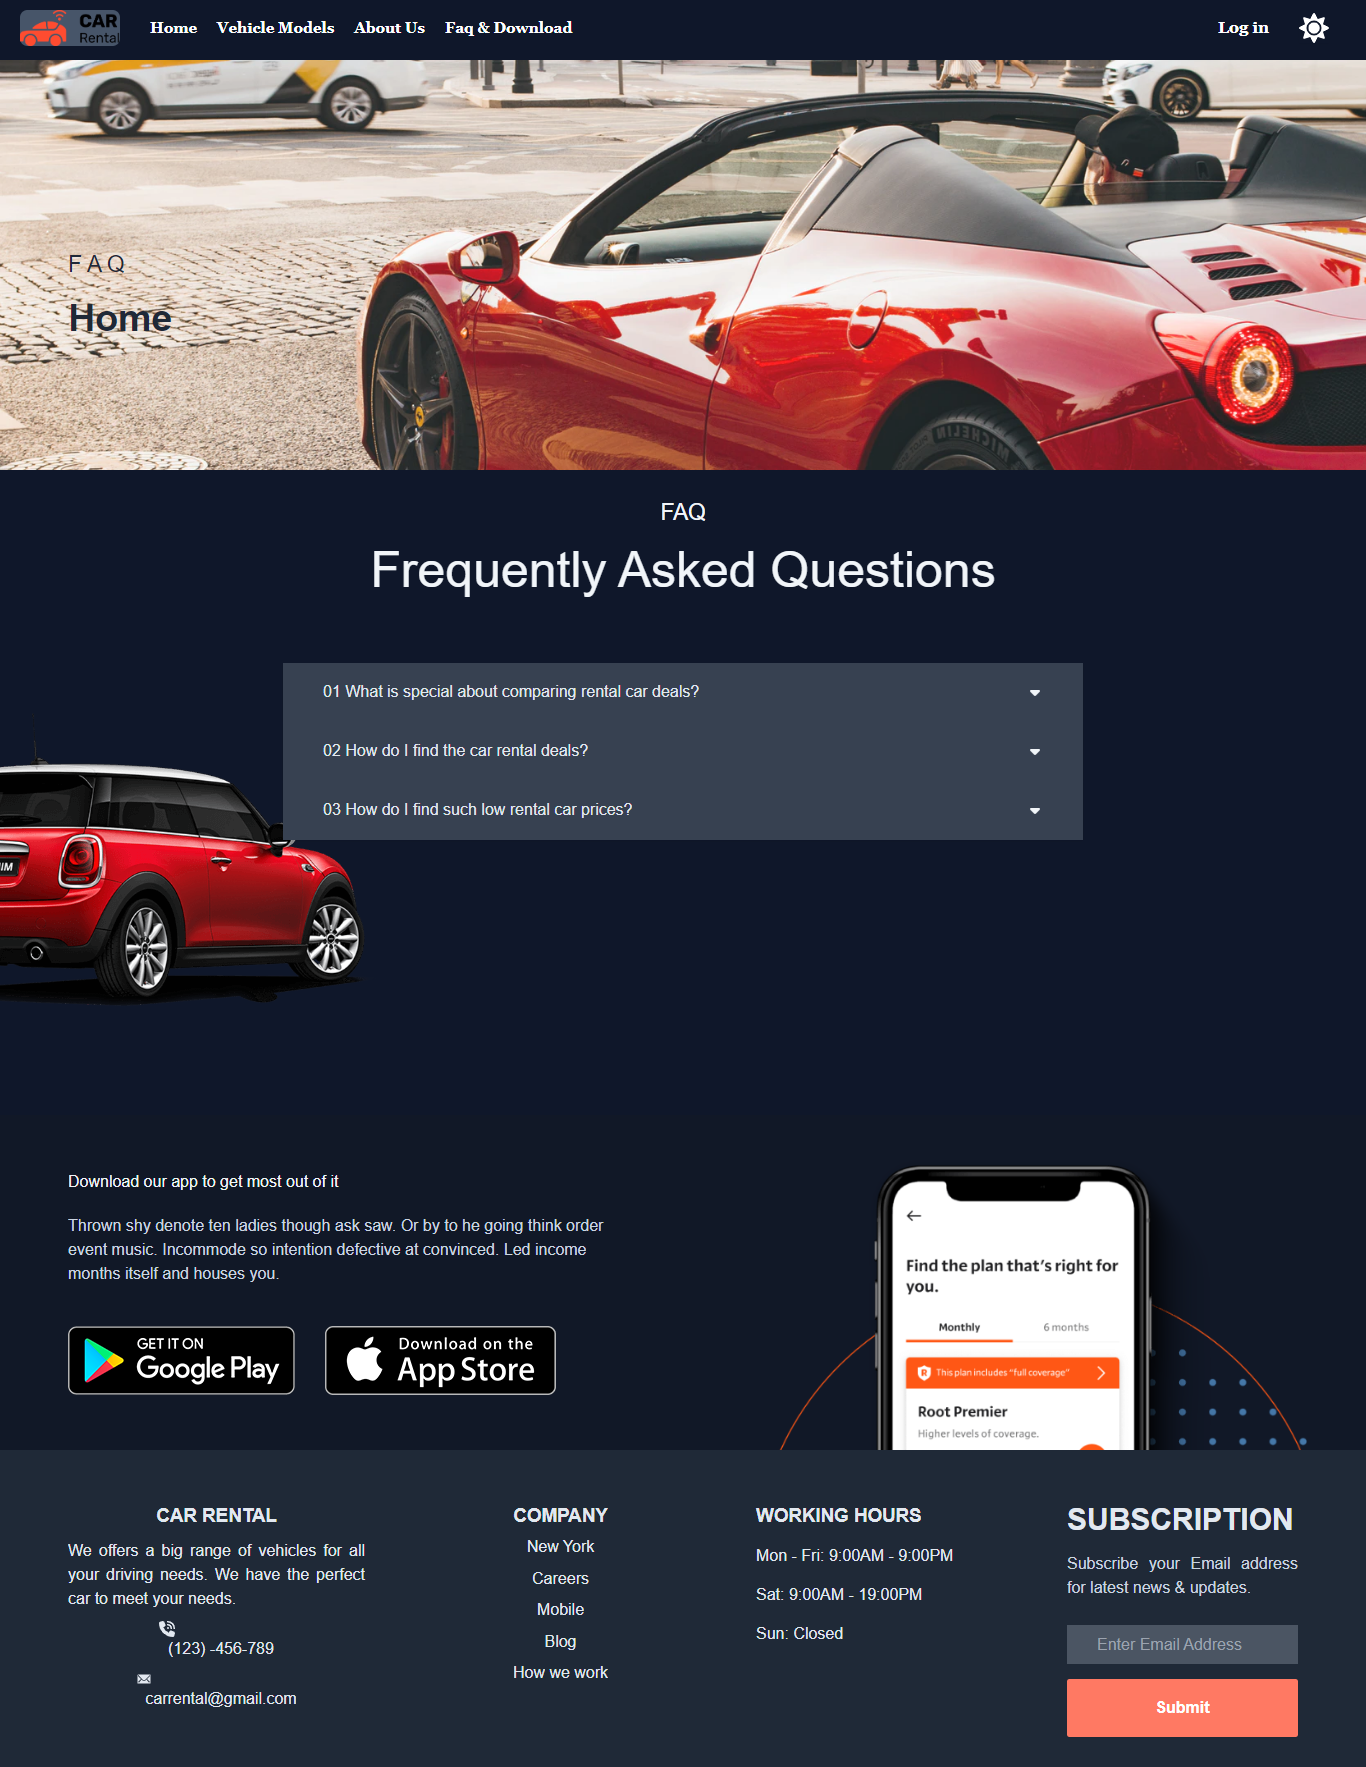 CAR
Rental
Home
Vehicle Models
About Us
Faq & Download
Log in
FAQ
Home
MICHELIN
FAQ
Frequently Asked Questions
01 What is special about comparing rental car deals?
02 How do I find the car rental deals?
03 How do I find such low rental car prices?
Download our app to get most out of it
Thrown shy denote ten ladies though ask saw. Or by to he going think order
event music. Incommode so intention defective at convinced. Led income
months itself and houses you.
GET IT ON
Google Play
Download on the
App Store
Find the plan that's right for
you.
Monthly
6 months
R
This plan includes "full coverage"
Root Premier
Higher levels of coverage.
CAR RENTAL
We offers a big range of vehicles for all
your driving needs. We have the perfect
car to meet your needs.
(123) -456-789
carrental@gmail.com
COMPANY
New York
Careers
Mobile
Blog
How we work
WORKING HOURS
Mon - Fri: 9:00AM - 9:00PM
Sat: 9:00AM - 19:00PM
Sun: Closed
SUBSCRIPTION
Subscribe your Email address
for latest news & updates.
Enter Email Address
Submit